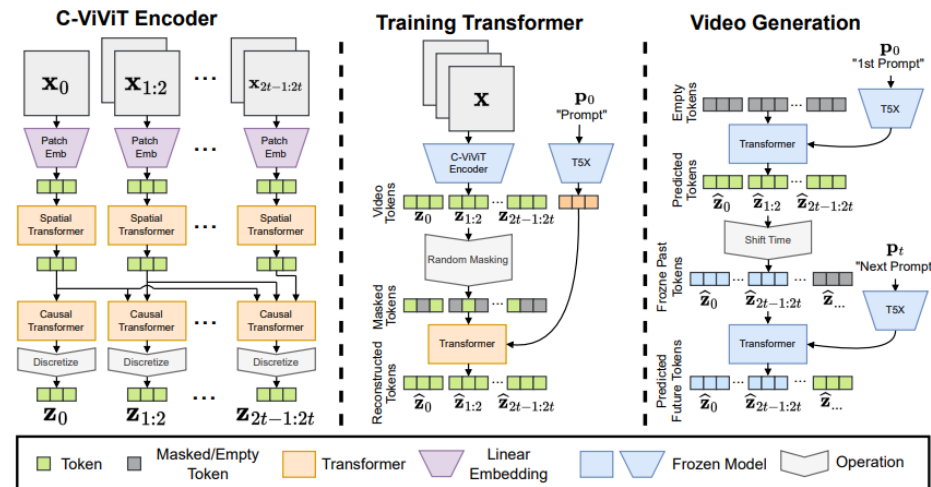 C-ViViT Encoder
x₀ x₁:₂ ... x₂ₜ₋₁:₂ₜ
Patch Emb Patch Emb ... Patch Emb
Spatial Transformer Spatial Transformer ... Spatial Transformer
Causal Transformer Causal Transformer ... Causal Transformer
Discretize Discretize Discretize
z₀ z₁:₂ ... z₂ₜ₋₁:₂ₜ
Training Transformer
x
p₀
"Prompt"
C-ViViT Encoder
T5X
Video Tokens
...
z₀ z₁:₂ z₂ₜ₋₁:₂ₜ
Random Masking
Masked Tokens
...
Transformer
Reconstructed Tokens
...
ẑ₀ ẑ₁:₂ ẑ₂ₜ₋₁:₂ₜ
Video Generation
p₀
"1st Prompt"
Empty Tokens
...
T5X
Transformer
Predicted Tokens
...
ẑ₀ ẑ₁:₂ ẑ₂ₜ₋₁:₂ₜ
Shift Time
pₜ
"Next Prompt"
Frozne Past Tokens
... ...
ẑ₀ ẑ₂ₜ₋₁:₂ₜ ẑ...
T5X
Transformer
Predicted Future Tokens
... ...
ẑ₀ ẑ₂ₜ₋₁:₂ₜ ẑ...
Token
Masked/Empty Token
Transformer
Linear Embedding
Frozen Model
Operation